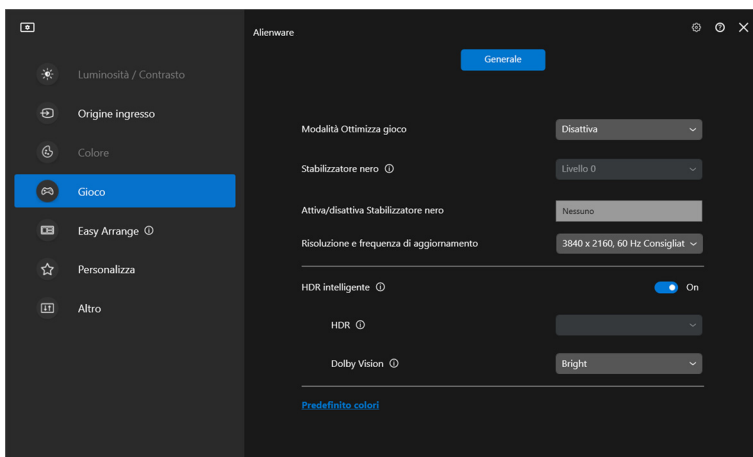 Alienware
Generale
Luminosità / Contrasto
Origine ingresso
Colore
Gioco
Easy Arrange
Personalizza
Altro
Modalità Ottimizza gioco
Disattiva
Stabilizzatore nero
Livello 0
Attiva/disattiva Stabilizzatore nero
Nessuno
Risoluzione e frequenza di aggiornamento
3840 x 2160, 60 Hz Consigliat
HDR intelligente
On
HDR
Dolby Vision
Bright
Predefinito colori